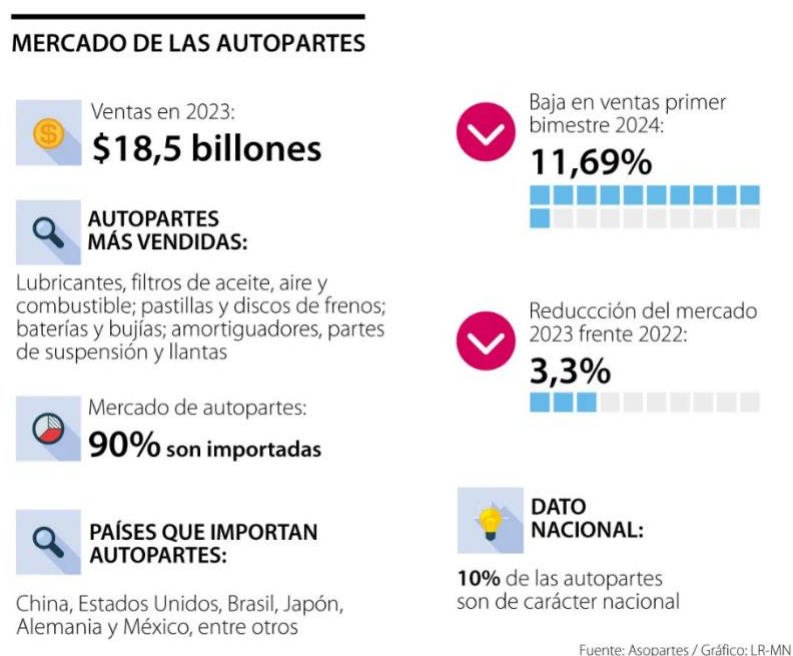 MERCADO DE LAS AUTOPARTES
Ventas en 2023:
$18,5 billones
AUTOPARTES
MÁS VENDIDAS:
Lubricantes, filtros de aceite, aire y
combustible; pastillas y discos de frenos;
baterías y bujías; amortiguadores, partes
de suspensión y llantas
Mercado de autopartes:
90% son importadas
PAÍSES QUE IMPORTAN
AUTOPARTES:
China, Estados Unidos, Brasil, Japón,
Alemania y México, entre otros
Baja en ventas primer
bimestre 2024:
11,69%
Reduccción del mercado
2023 frente 2022:
3,3%
DATO
NACIONAL:
10% de las autopartes
son de carácter nacional
Fuente: Asopartes / Gráfico: LR-MN